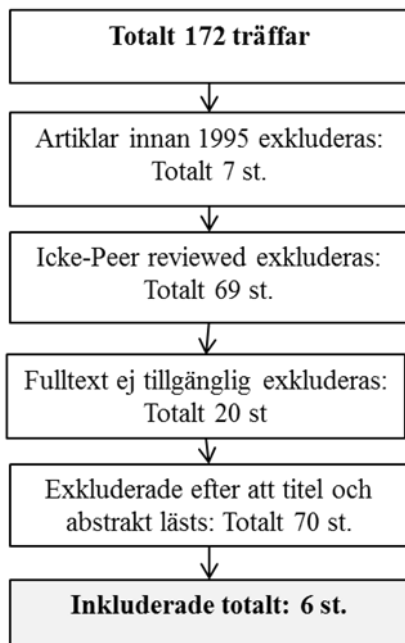 Totalt 172 träffar
Artiklar innan 1995 exkluderas:
Totalt 7 st.
Icke-Peer reviewed exkluderas:
Totalt 69 st.
Fulltext ej tillgänglig exkluderas:
Totalt 20 st
Exkluderade efter att titel och
abstrakt lästs: Totalt 70 st.
Inkluderade totalt: 6 st.